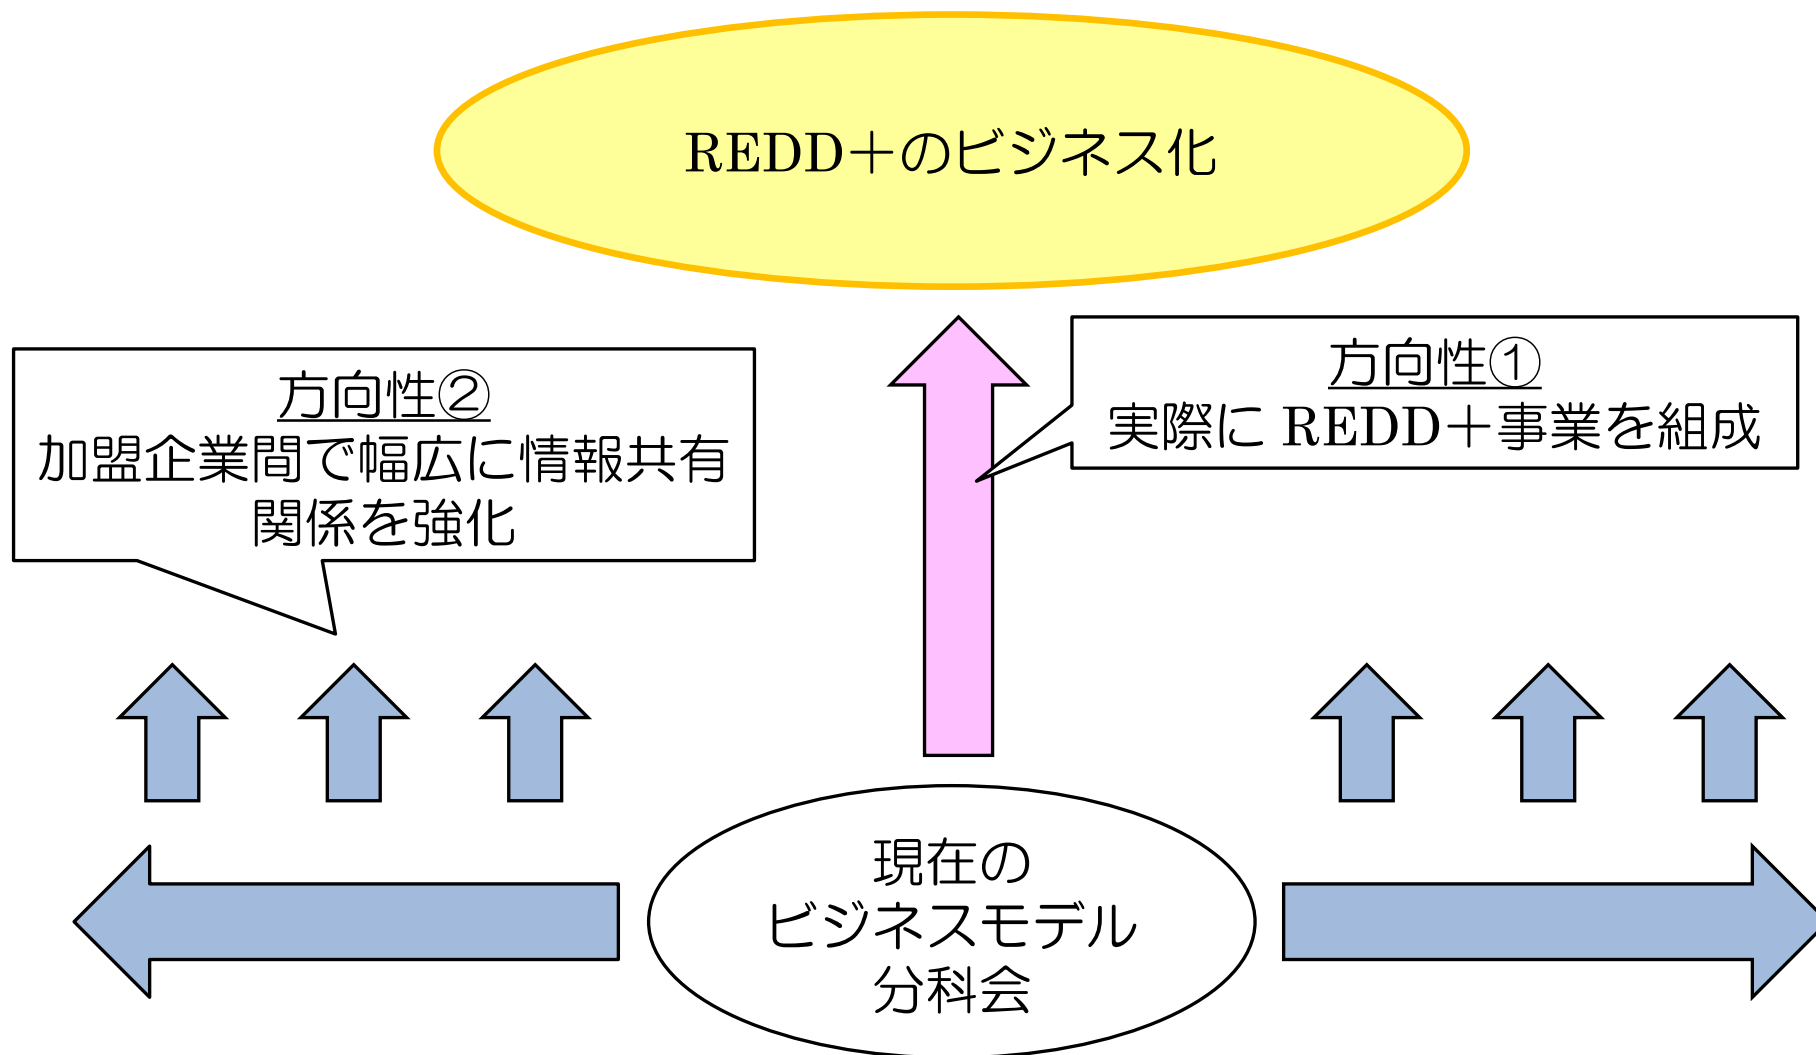 REDD＋のビジネス化
方向性①
実際に REDD＋事業を組成
方向性②
加盟企業間で幅広に情報共有
関係を強化
現在の
ビジネスモデル
分科会